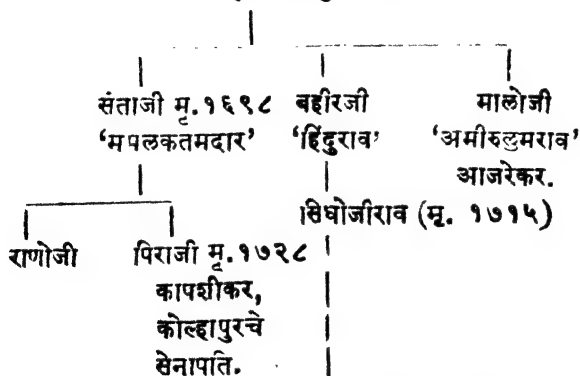 संताजी मृ.१६९८ बहीरजी मालोजी
‘मपलकतमदार’ ‘हिंदुराव’ ‘अमीरुलुमराव’
आजरेकर.
सिघोजीराव (मृ. १७१५)
राणोजी पिराजी मृ.१७२८
कापशीकर,
कोल्हापुरचे
सेनापति.